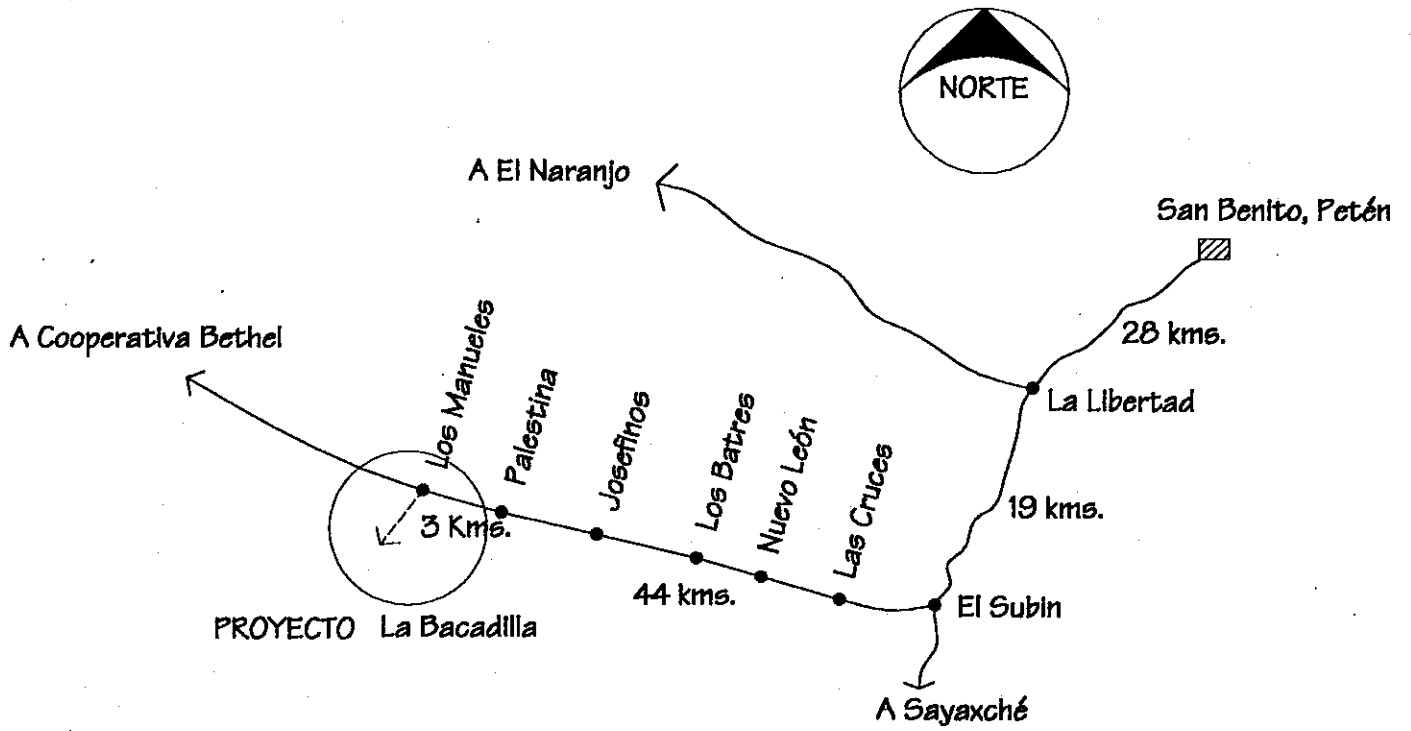 NORTE
A El Naranjo
San Benito, Petén
28 kms.
A Cooperativa Bethel
La Libertad
Los Manueles
Palestina
Josefinos
Los Batres
Nuevo León
Las Cruces
19 kms.
3 Kms.
44 kms.
El Subin
PROYECTO La Bacadilla
A Sayaxché